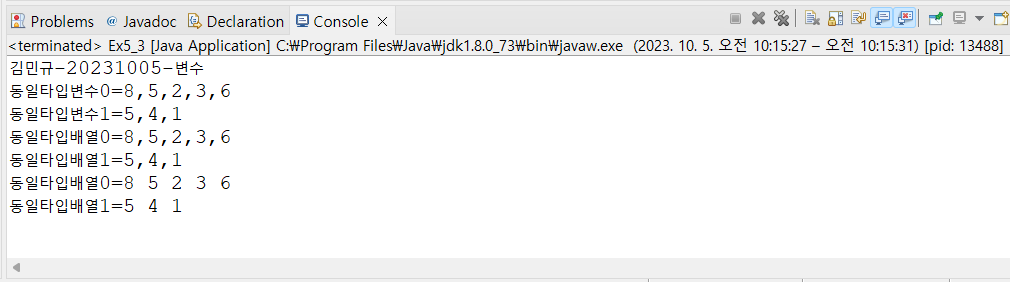 Problems @ Javadoc Declaration Console
<terminated> Ex5_3 [Java Application] C:₩Program Files₩Java₩jdk1.8.0_73₩bin₩javaw.exe (2023. 10. 5. 오전 10:15:27 – 오전 10:15:31) [pid: 13488]
김민규-20231005-변수
동일타입변수0=8,5,2,3,6
동일타입변수1=5,4,1
동일타입배열0=8,5,2,3,6
동일타입배열1=5,4,1
동일타입배열0=8 5 2 3 6
동일타입배열1=5 4 1